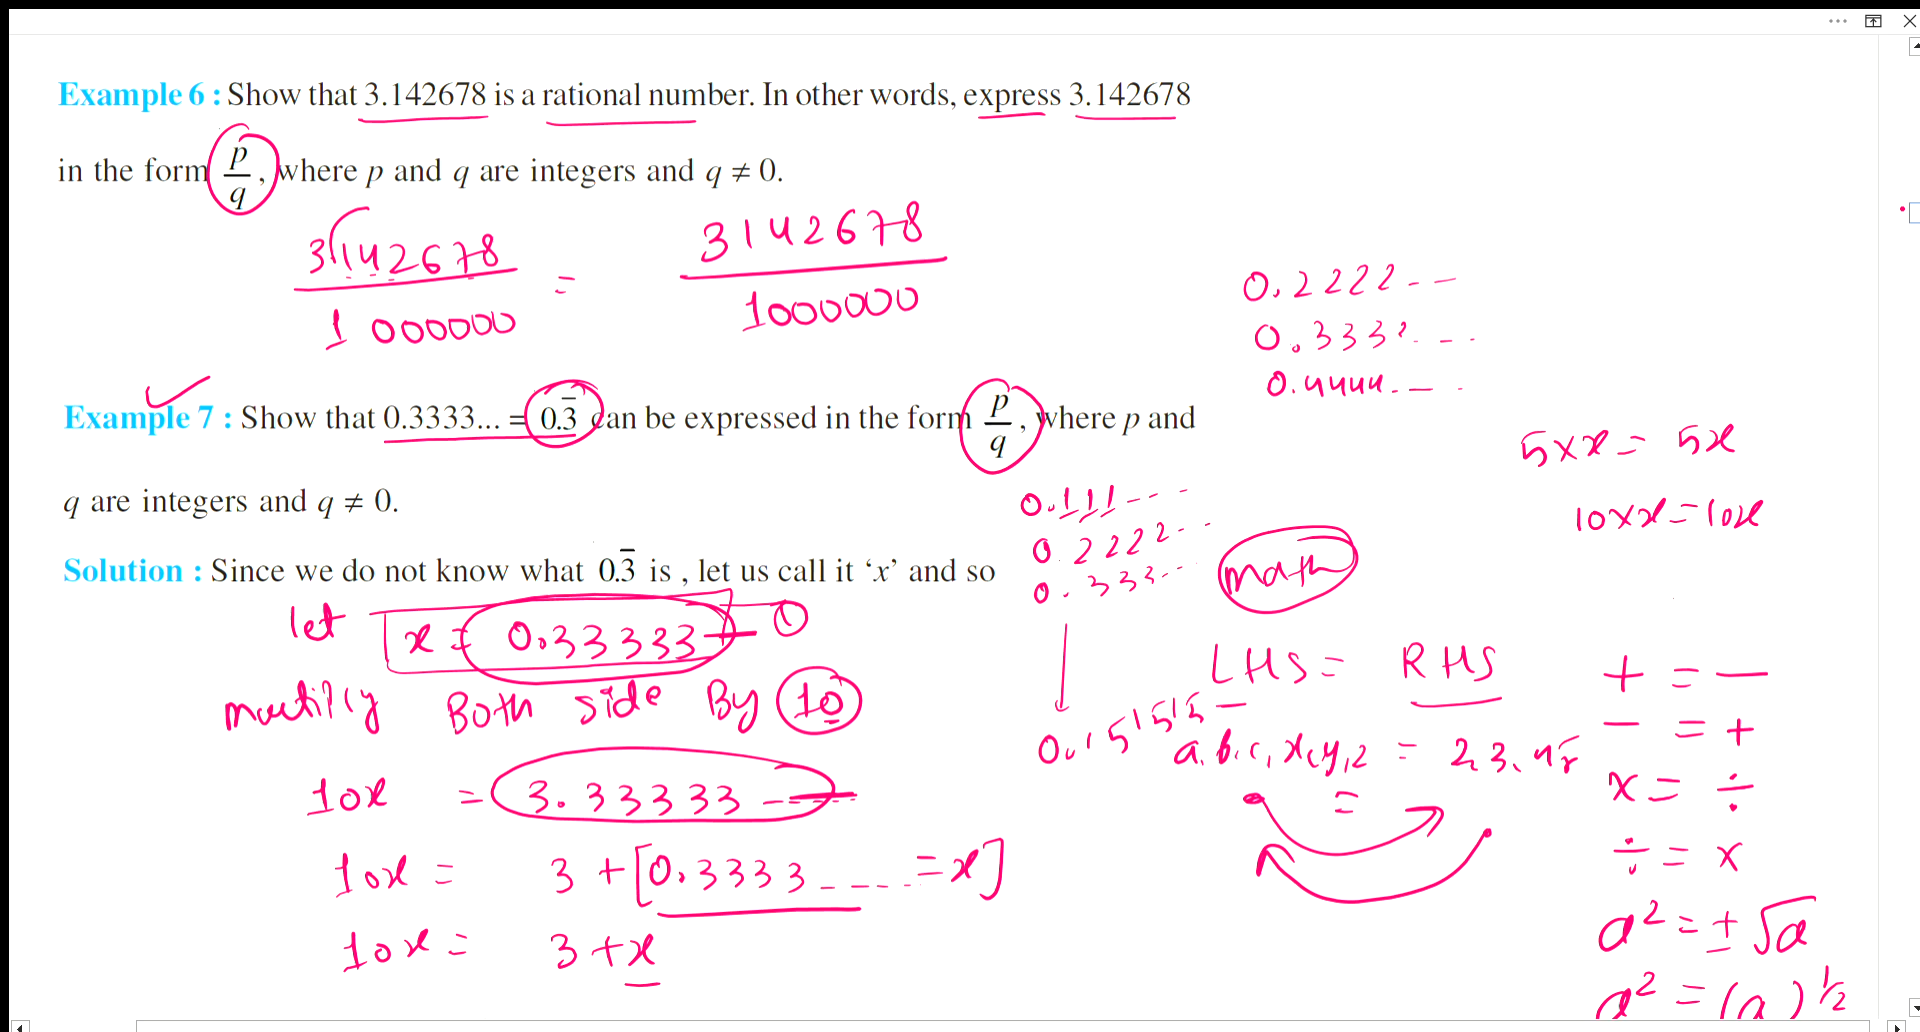 Example 6 : Show that 3.142678 is a rational number. In other words, express 3.142678
in the form p/q, where p and q are integers and q ≠ 0.
3.142678/1000000 = 3142678/1000000
0.2222---
0.333...
0.4444...
Example 7 : Show that 0.3333... = 0.3̅ can be expressed in the form p/q, where p and
q are integers and q ≠ 0.
5×x = 5x
10×x = 10x
0.111---
0.2222--
0.333--
math
Solution : Since we do not know what 0.3̅ is , let us call it ‘x’ and so
let x = 0.33333 — ①
multiply Both side By 10
10x = 3.33333 ---
10x = 3 + [0.3333.... = x]
10x = 3 + x
0.151515
LHS = RHS
a, b, c, x, y, z = 2, 3, 4, 5
=
+ = −
− = +
× = ÷
÷ = ×
a² = ± √a
a² = (a)^1/2